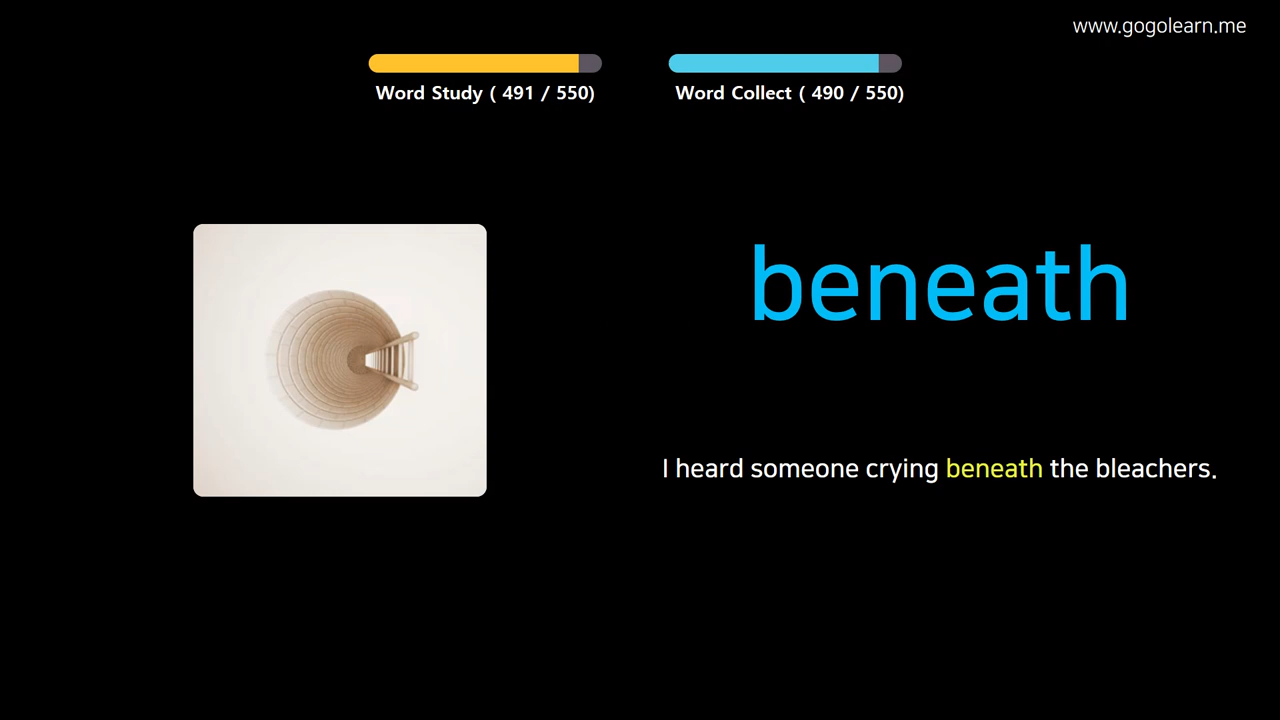 www.gogolearn.me
Word Study ( 491 / 550)
Word Collect ( 490 / 550)
beneath
I heard someone crying beneath the bleachers.